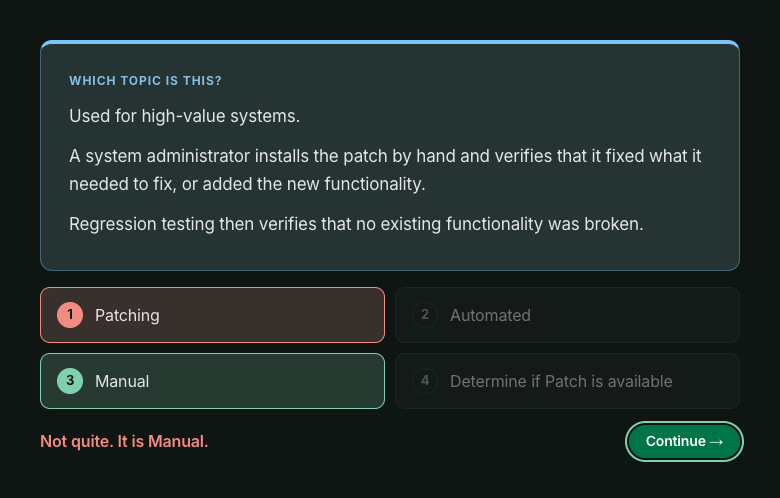 WHICH TOPIC IS THIS?
Used for high-value systems.
A system administrator installs the patch by hand and verifies that it fixed what it
needed to fix, or added the new functionality.
Regression testing then verifies that no existing functionality was broken.
1 Patching
2 Automated
3 Manual
4 Determine if Patch is available
Not quite. It is Manual.
Continue →